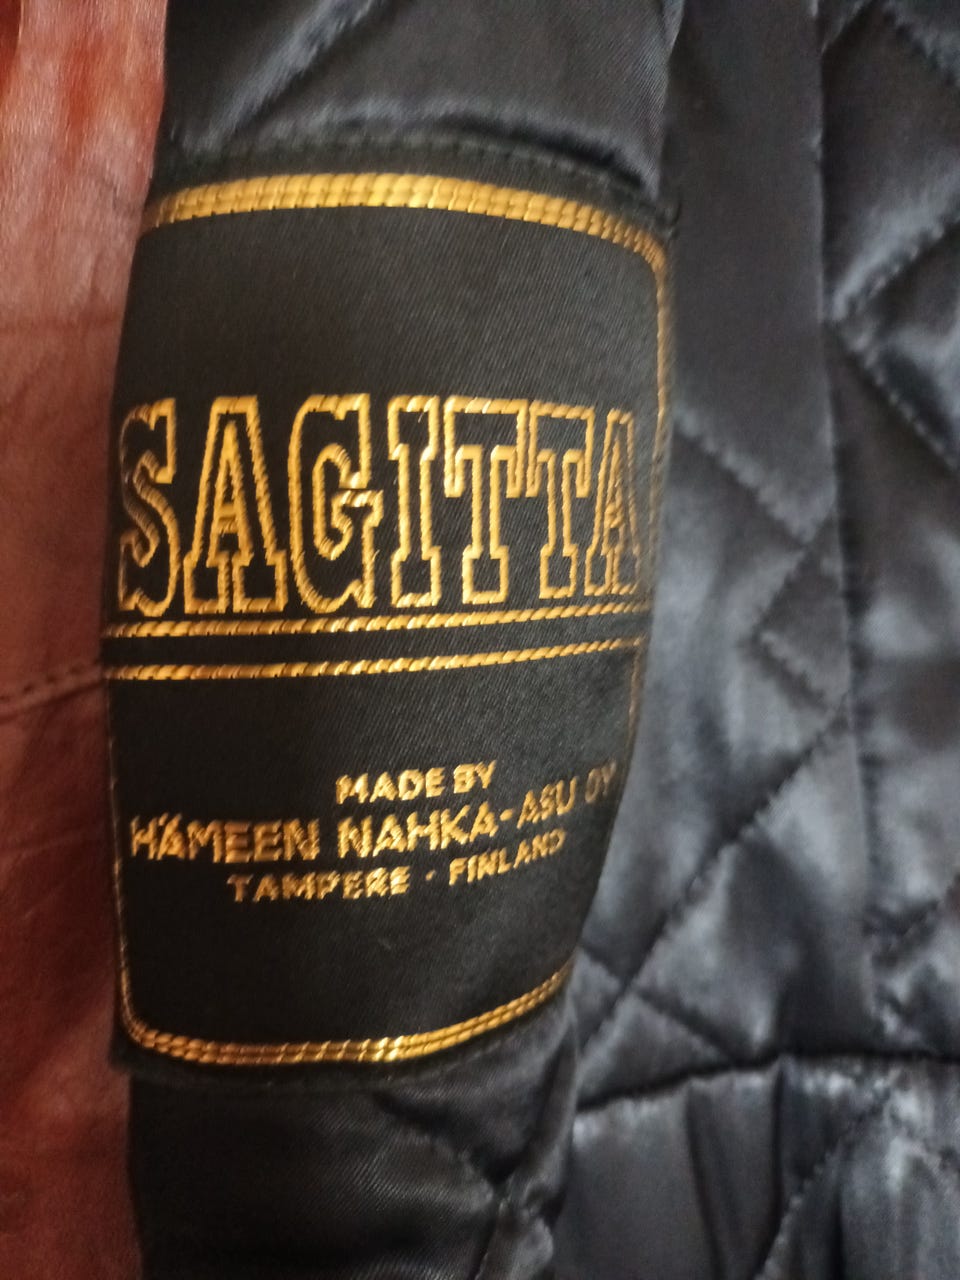 SAGITTA
MADE BY
HÄMEEN NAHKA-ASU OY
TAMPERE · FINLAND